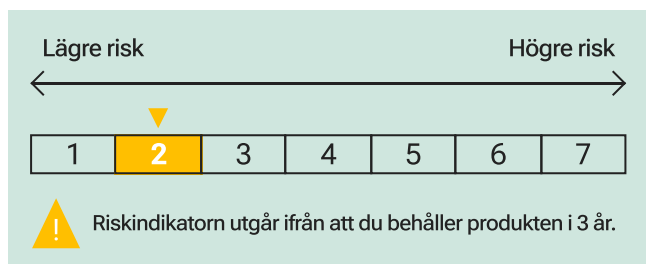 Lägre risk Högre risk
1 2 3 4 5 6 7
! Riskindikatorn utgår ifrån att du behåller produkten i 3 år.